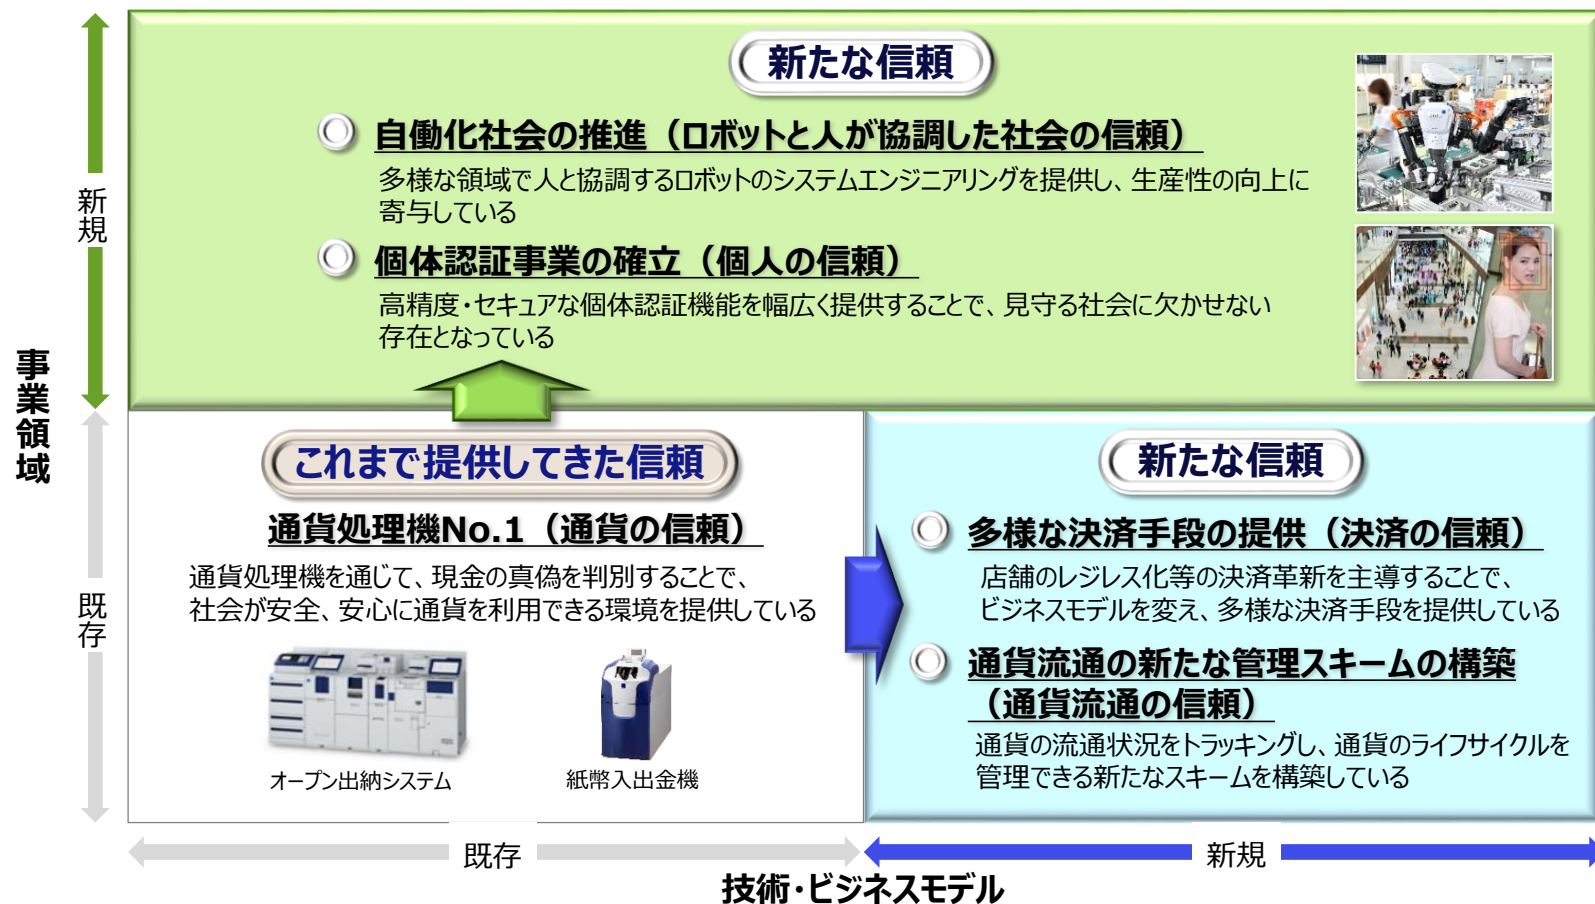 新たな信頼
自働化社会の推進（ロボットと人が協調した社会の信頼）
多様な領域で人と協調するロボットのシステムエンジニアリングを提供し、生産性の向上に
寄与している
個体認証事業の確立（個人の信頼）
高精度・セキュアな個体認証機能を幅広く提供することで、見守る社会に欠かせない
存在となっている
新規
事業領域
既存
これまで提供してきた信頼
通貨処理機No.1（通貨の信頼）
通貨処理機を通じて、現金の真偽を判別することで、
社会が安全、安心に通貨を利用できる環境を提供している
オープン出納システム
紙幣入出金機
新たな信頼
多様な決済手段の提供（決済の信頼）
店舗のレジレス化等の決済革新を主導することで、
ビジネスモデルを変え、多様な決済手段を提供している
通貨流通の新たな管理スキームの構築
（通貨流通の信頼）
通貨の流通状況をトラッキングし、通貨のライフサイクルを
管理できる新たなスキームを構築している
既存
新規
技術・ビジネスモデル